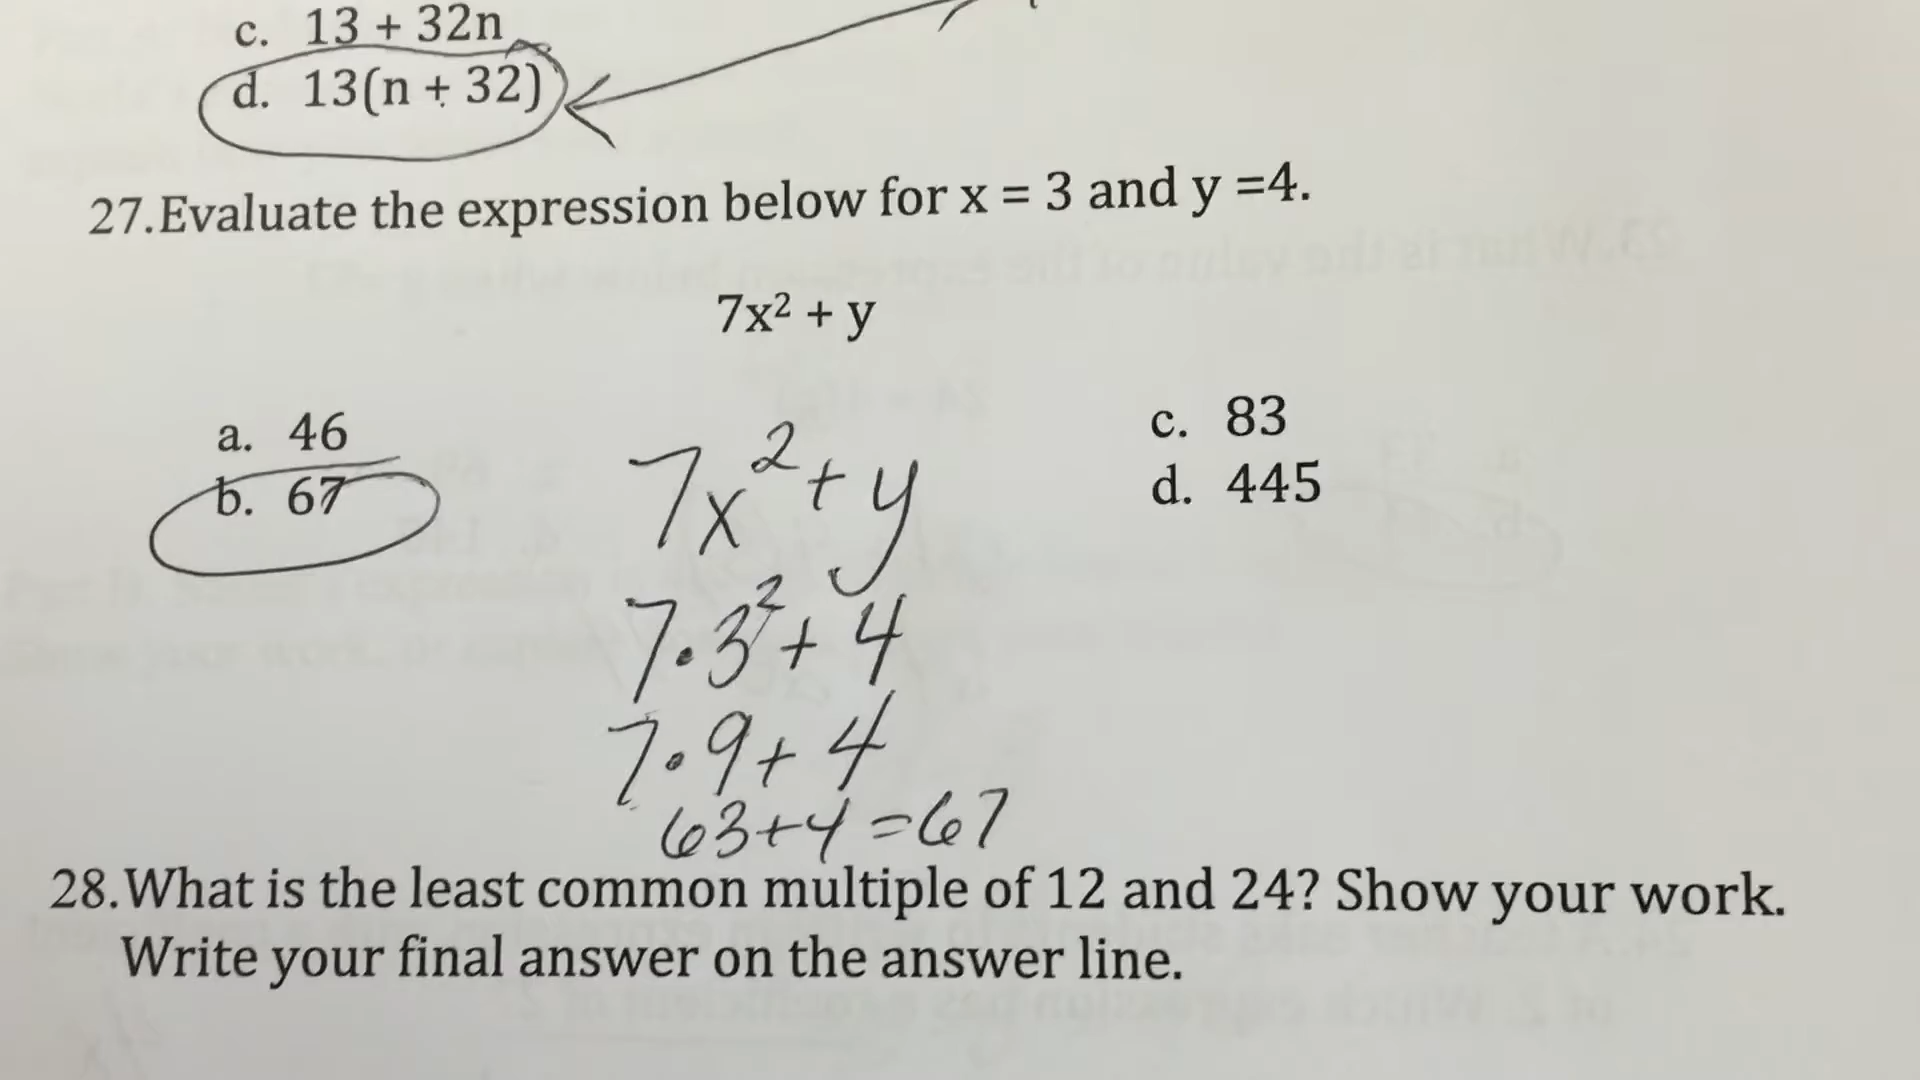 c. 13 + 32n
d. 13(n + 32)
27.Evaluate the expression below for x = 3 and y =4.
7x² + y
a. 46
b. 67
c. 83
d. 445
7x² + y
7·3² + 4
7·9 + 4
63+4 = 67
28.What is the least common multiple of 12 and 24? Show your work.
Write your final answer on the answer line.